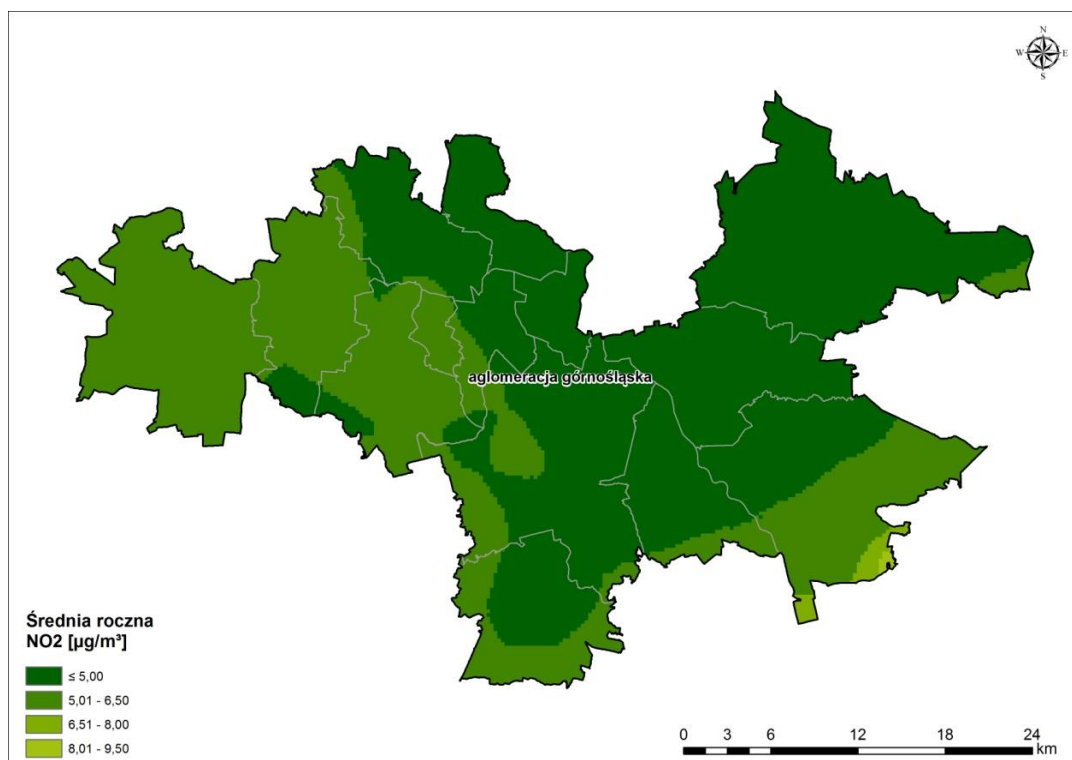 N
W E
S
aglomeracja górnośląska
Średnia roczna
NO2 [µg/m³]
≤ 5,00
5,01 - 6,50
6,51 - 8,00
8,01 - 9,50
0 3 6 12 18 24
km